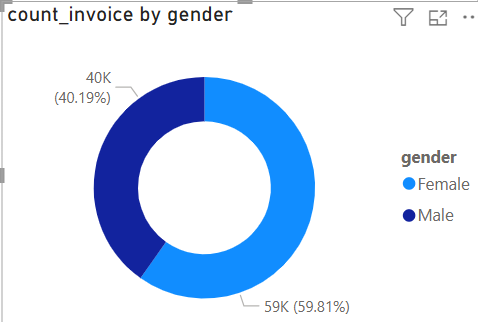 count_invoice by gender
40K
(40.19%)
gender
Female
Male
59K (59.81%)